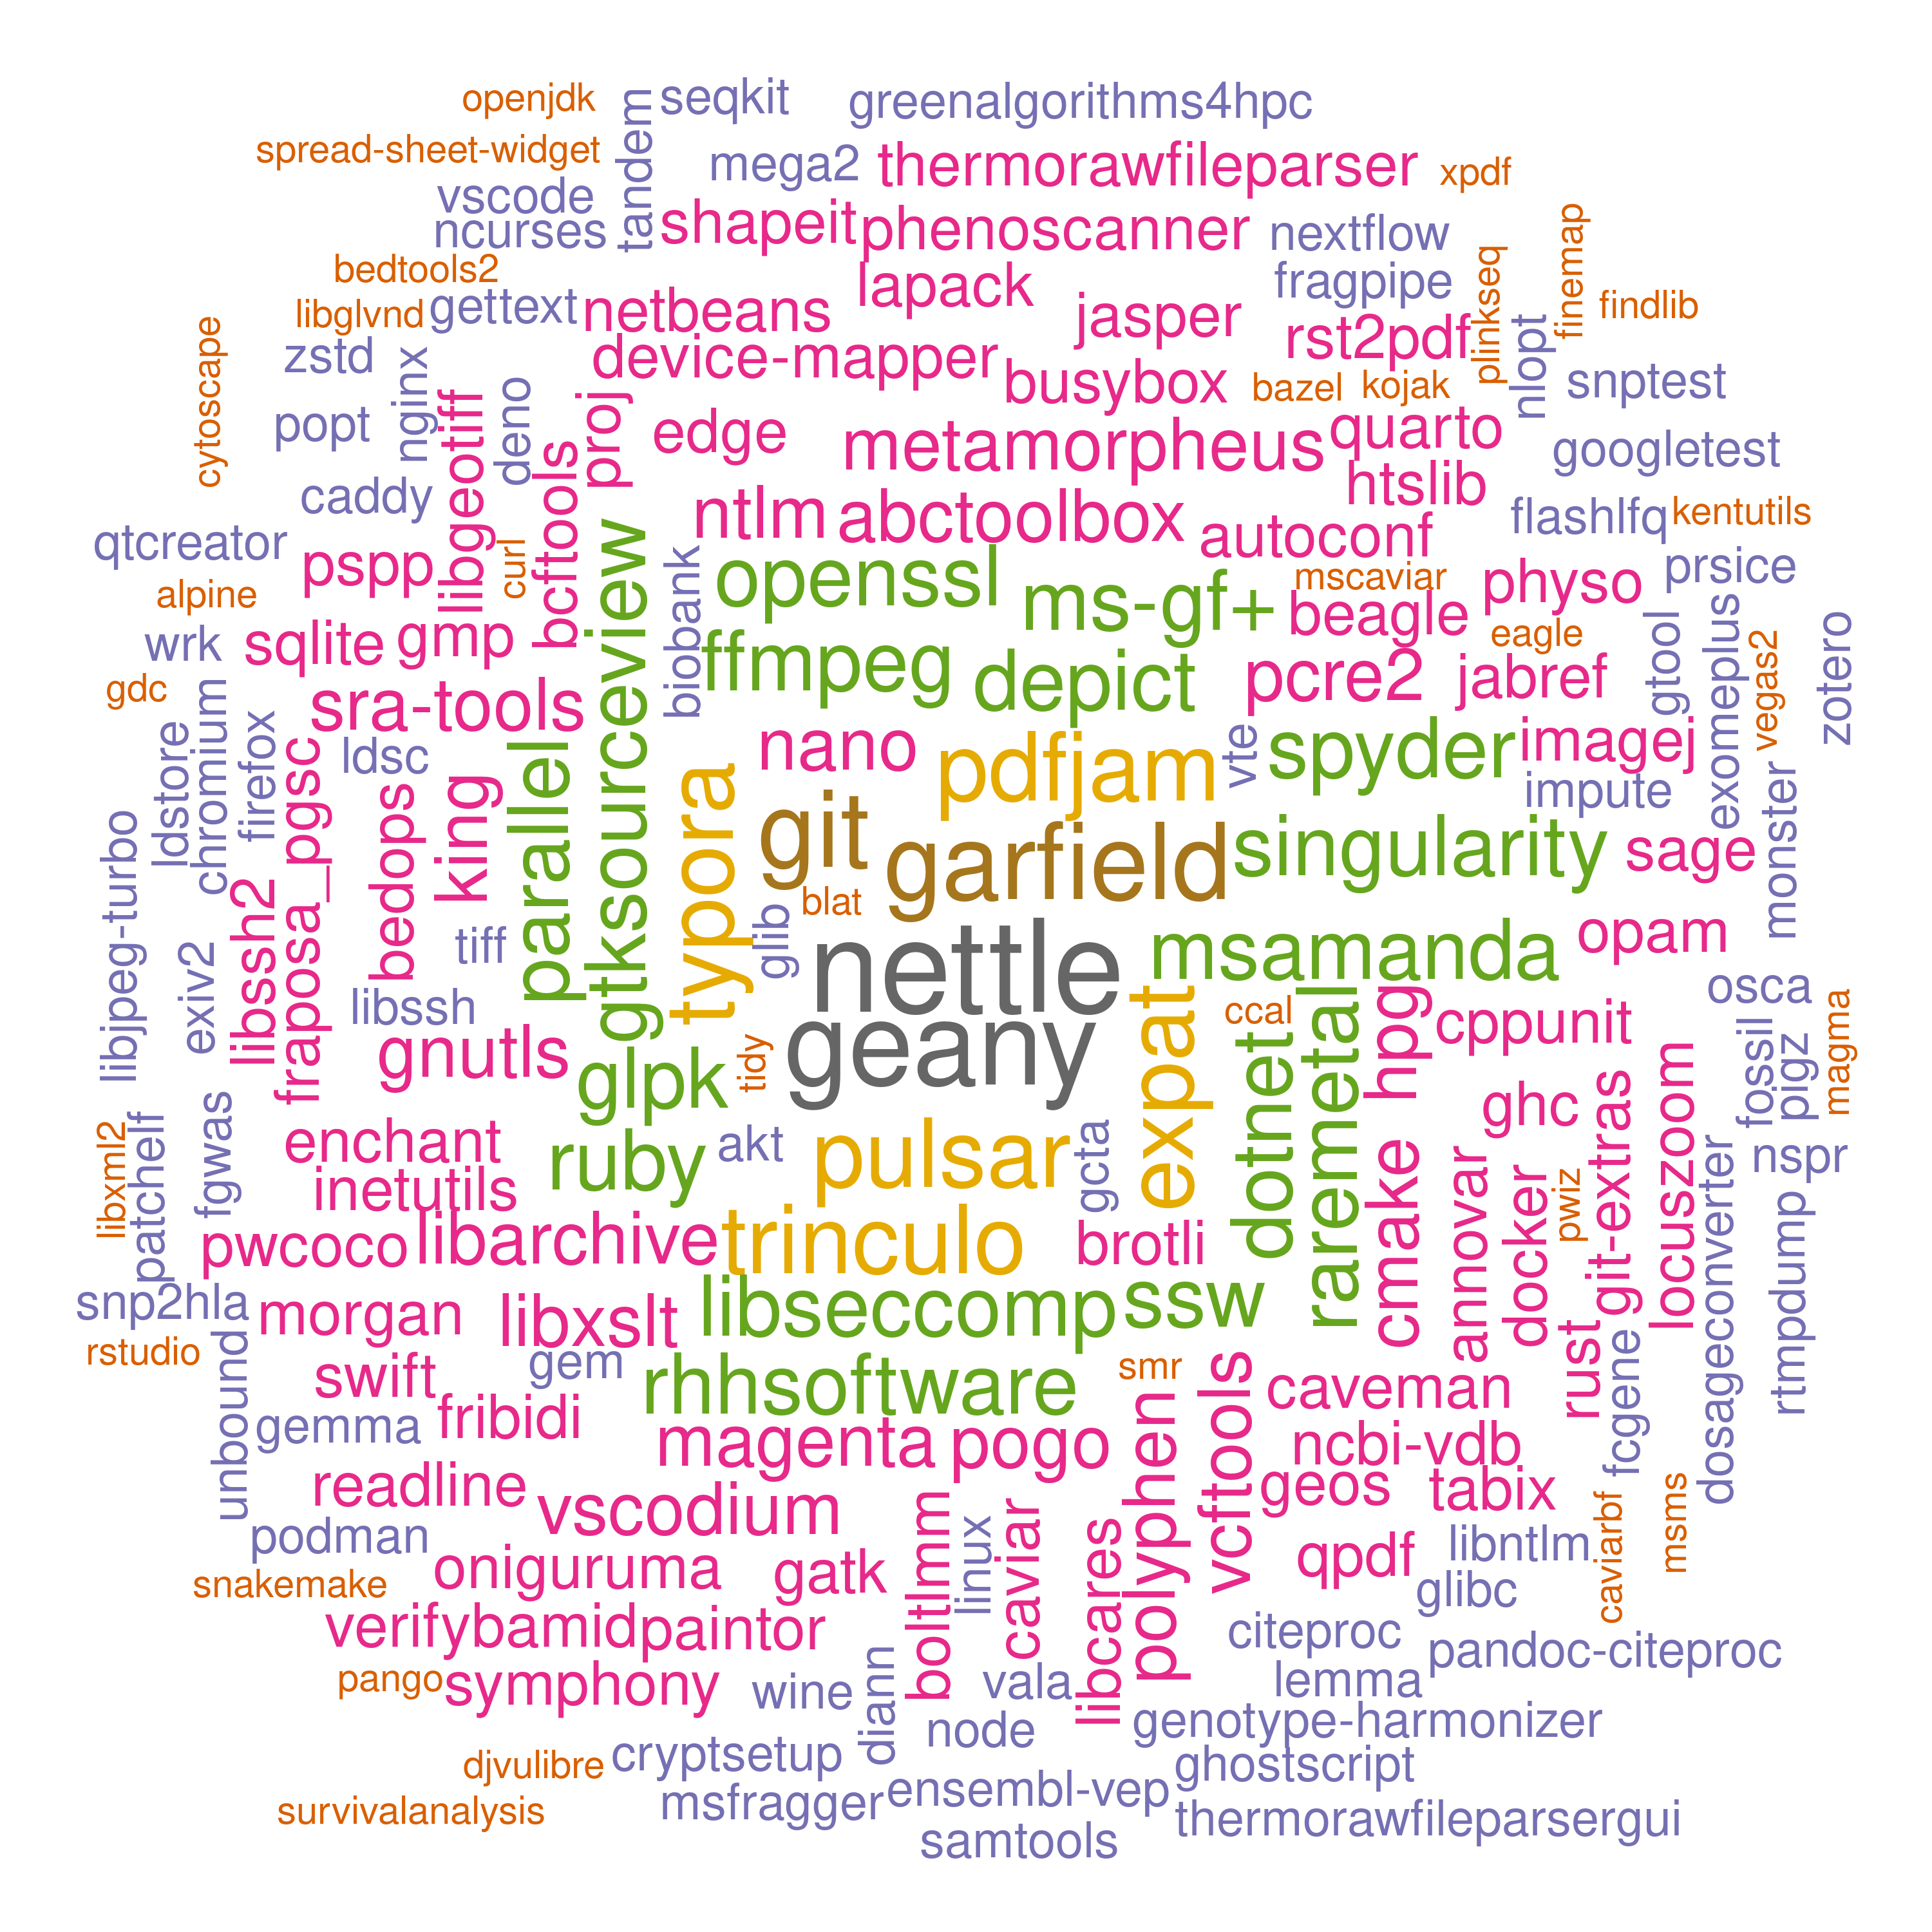 openjdk
seqkit
greenalgorithms4hpc
tandem
spread-sheet-widget
mega2
thermorawfileparser
xpdf
vscode
ncurses
shapeit
phenoscanner
nextflow
finemap
bedtools2
lapack
fragpipe
plinkseq
findlib
libglvnd
gettext
netbeans
jasper
rst2pdf
nlopt
cytoscape
zstd
nginx
device-mapper
busybox
bazel
kojak
snptest
popt
libgeotiff
deno
proj
edge
metamorpheus
quarto
googletest
caddy
bcftools
ntlm
abctoolbox
htslib
flashlfq
kentutils
qtcreator
pspp
curl
autoconf
alpine
gtksourceview
biobank
openssl
ms-gf+
mscaviar
beagle
physo
prsice
wrk
sqlite
gmp
ffmpeg
depict
eagle
gtool
exomeplus
vegas2
zotero
gdc
sra-tools
pcre2
jabref
chromium
firefox
ldstore
ldsc
nano
pdfjam
vte
spyder
imagej
impute
monster
libjpeg-turbo
fraposa_pgsc
bedops
king
parallel
typora
git
garfield
singularity
sage
libssh2
exiv2
tiff
glib
blat
nettle
msamanda
opam
libssh
gnutls
glpk
tidy
geany
expat
ccal
dotnet
raremetal
hpg
cppunit
osca
fossil
pigz
magma
libxml2
patchelf
fgwas
enchant
inetutils
ruby
akt
pulsar
gcta
ghc
git-extras
locuszoom
nspr
pwcoco
libarchive
trinculo
brotli
cmake
annovar
docker
pwiz
dosageconverter
rtmpdump
snp2hla
morgan
libxslt
libseccomp
ssw
rust
rstudio
unbound
swift
gem
rhhsoftware
smr
caveman
fcgene
gemma
fribidi
magenta
pogo
polyphen
vcftools
ncbi-vdb
readline
vscodium
geos
tabix
podman
boltlmm
linux
caviar
libcares
qpdf
libntlm
caviarbf
msms
snakemake
oniguruma
gatk
glibc
verifybamid
paintor
citeproc
pandoc-citeproc
pango
symphony
wine
diann
vala
lemma
node
genotype-harmonizer
djvulibre
cryptsetup
ghostscript
survivalanalysis
msfragger
ensembl-vep
thermorawfileparsergui
samtools